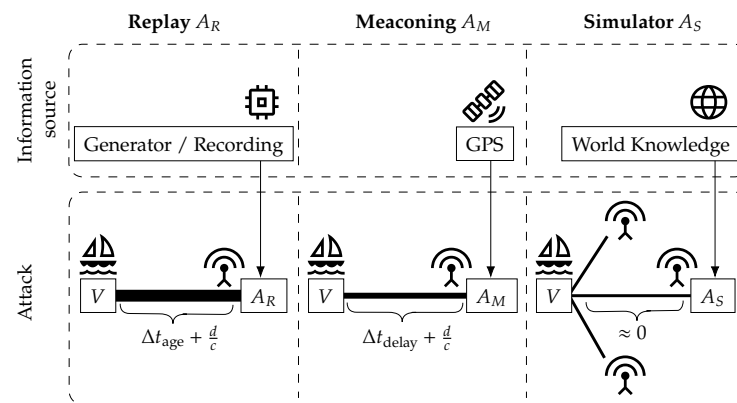 Replay A_R Meaconing A_M Simulator A_S
Information
source
Generator / Recording GPS World Knowledge
Attack
V A_R V A_M V A_S
Δt_age + d/c Δt_delay + d/c ≈ 0